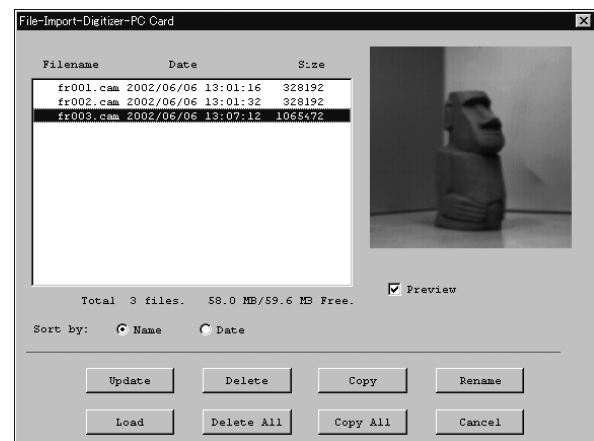 File-Import-Digitizer-PC Card
Filename Date Size
fr001.cam 2002/06/06 13:01:16 328192
fr002.cam 2002/06/06 13:01:32 328192
fr003.cam 2002/06/06 13:07:12 1065472
Total 3 files. 58.0 MB/59.6 MB Free.
Preview
Sort by: Name Date
Update Delete Copy Rename
Load Delete All Copy All Cancel